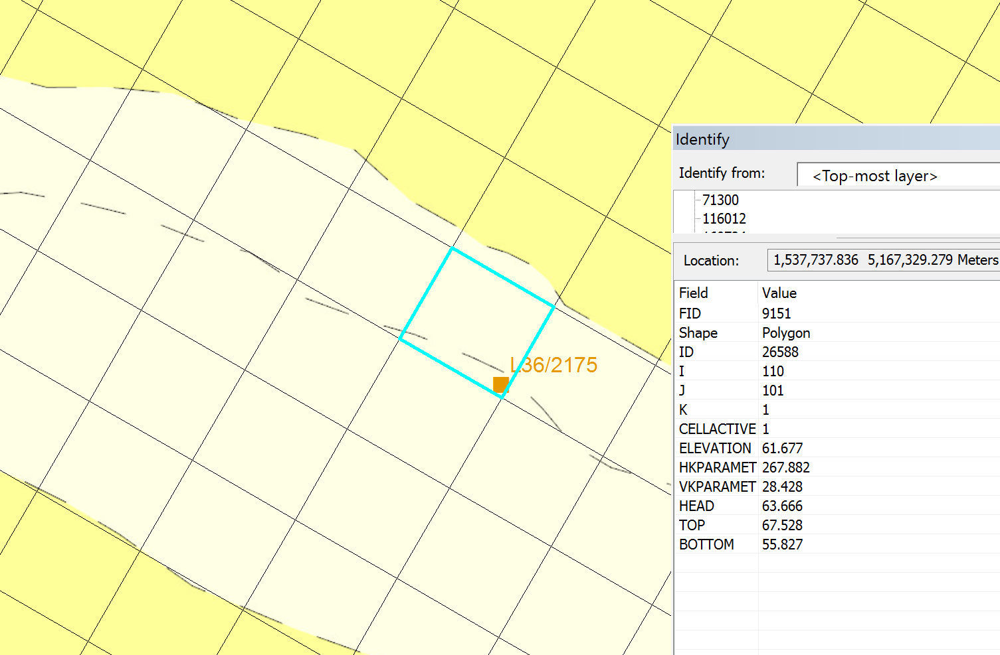 L36/2175
Identify
Identify from: <Top-most layer>
71300
116012
Location: 1,537,737.836 5,167,329.279 Meters
Field Value
FID 9151
Shape Polygon
ID 26588
I 110
J 101
K 1
CELLACTIVE 1
ELEVATION 61.677
HKPARAMET 267.882
VKPARAMET 28.428
HEAD 63.666
TOP 67.528
BOTTOM 55.827